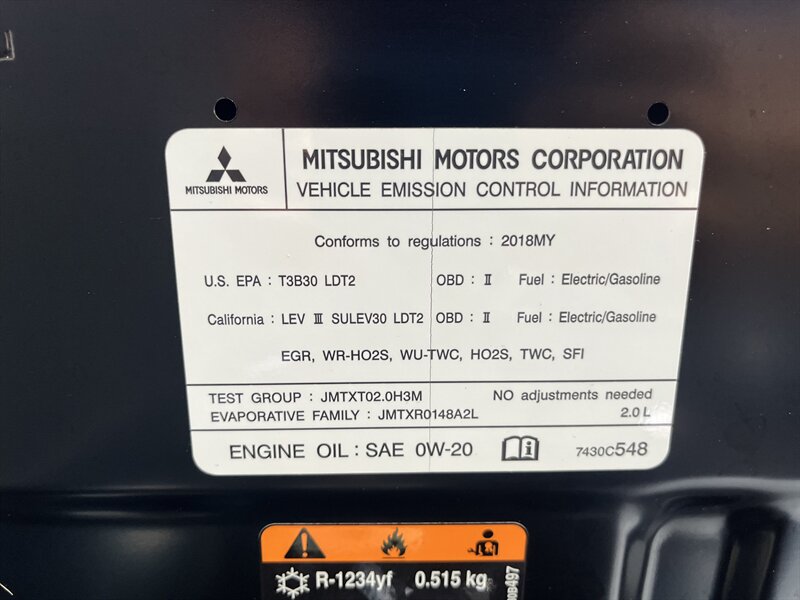 MITSUBISHI MOTORS
MITSUBISHI MOTORS CORPORATION
VEHICLE EMISSION CONTROL INFORMATION
Conforms to regulations : 2018MY
U.S. EPA : T3B30 LDT2 OBD : Ⅱ Fuel : Electric/Gasoline
California : LEV Ⅲ SULEV30 LDT2 OBD : Ⅱ Fuel : Electric/Gasoline
EGR, WR-HO2S, WU-TWC, HO2S, TWC, SFI
TEST GROUP : JMTXT02.0H3M NO adjustments needed
EVAPORATIVE FAMILY : JMTXR0148A2L 2.0 L
ENGINE OIL : SAE 0W-20 7430C548
R-1234yf 0.515 kg